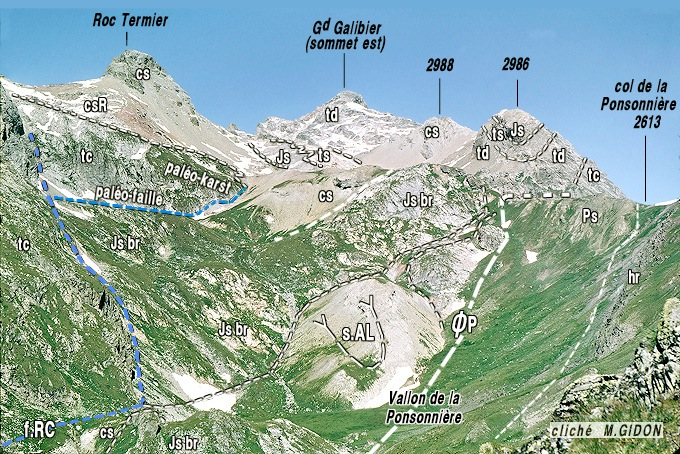 Roc Termier
Gd Galibier
(sommet est)
2988
2986
col de la
Ponsonnière
2613
cs
csR
td
cs
ts
Js
td
td
tc
Js
ts
tc
paléo-karst
paléo-faille
cs
Js br
Ps
tc
Js br
hr
s.AL
ϕP
Js br
Vallon de la
Ponsonnière
f.RC
cs
Js br
cliché M.GIDON